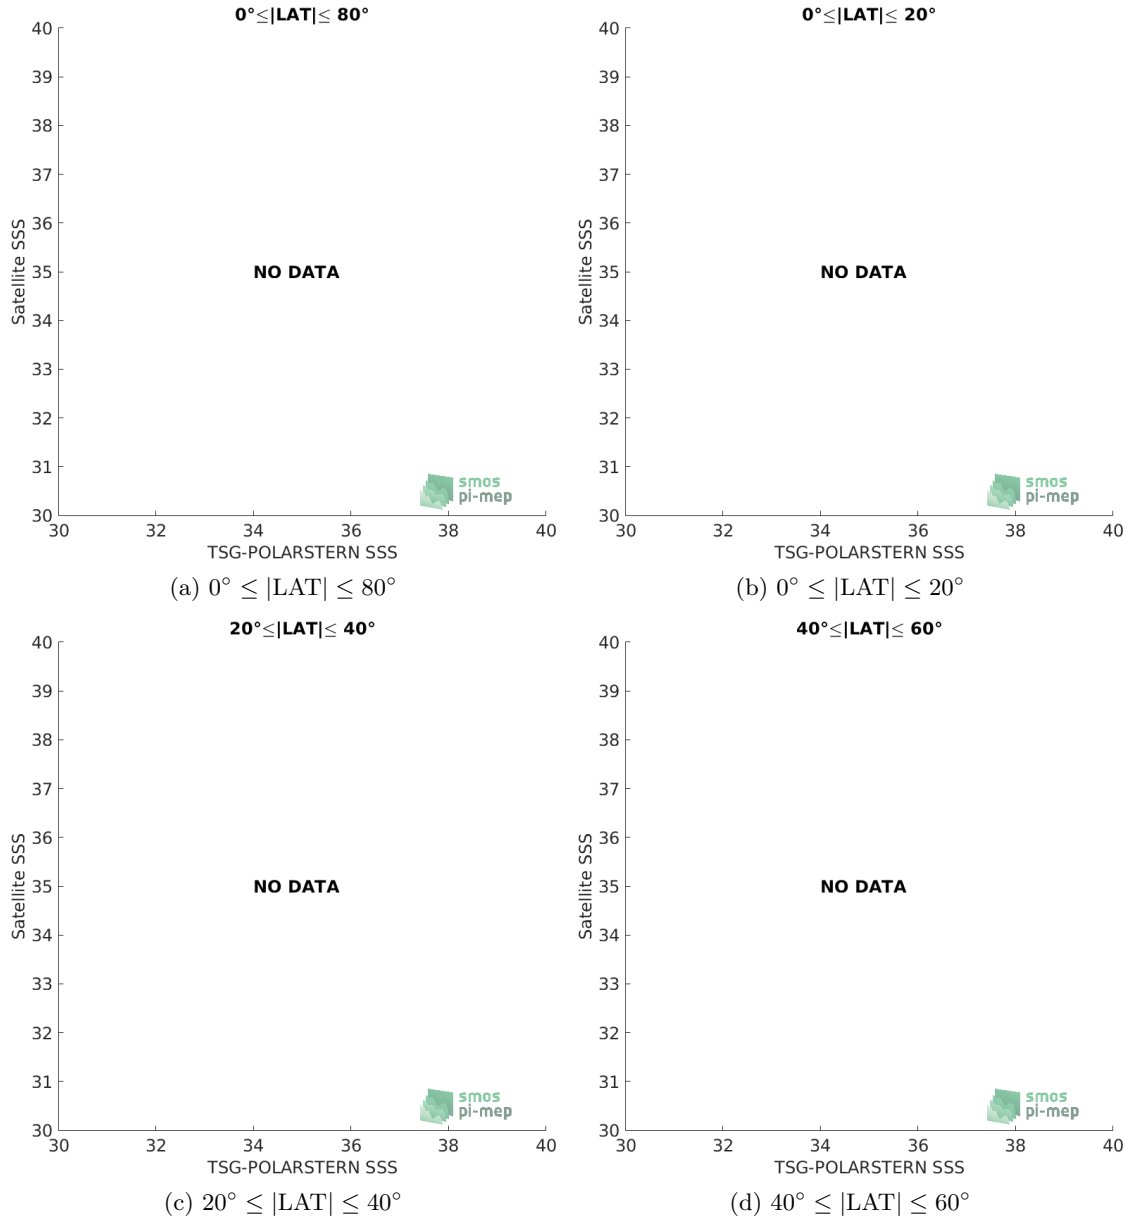 0°≤|LAT|≤ 80°
40
39
38
37
36
35
34
33
32
31
30
Satellite SSS
NO DATA
smos
pi-mep
30 32 34 36 38 40
TSG-POLARSTERN SSS
(a) 0° ≤ |LAT| ≤ 80°
0°≤|LAT|≤ 20°
40
39
38
37
36
35
34
33
32
31
30
Satellite SSS
NO DATA
smos
pi-mep
30 32 34 36 38 40
TSG-POLARSTERN SSS
(b) 0° ≤ |LAT| ≤ 20°
20°≤|LAT|≤ 40°
40
39
38
37
36
35
34
33
32
31
30
Satellite SSS
NO DATA
smos
pi-mep
30 32 34 36 38 40
TSG-POLARSTERN SSS
(c) 20° ≤ |LAT| ≤ 40°
40°≤|LAT|≤ 60°
40
39
38
37
36
35
34
33
32
31
30
Satellite SSS
NO DATA
smos
pi-mep
30 32 34 36 38 40
TSG-POLARSTERN SSS
(d) 40° ≤ |LAT| ≤ 60°